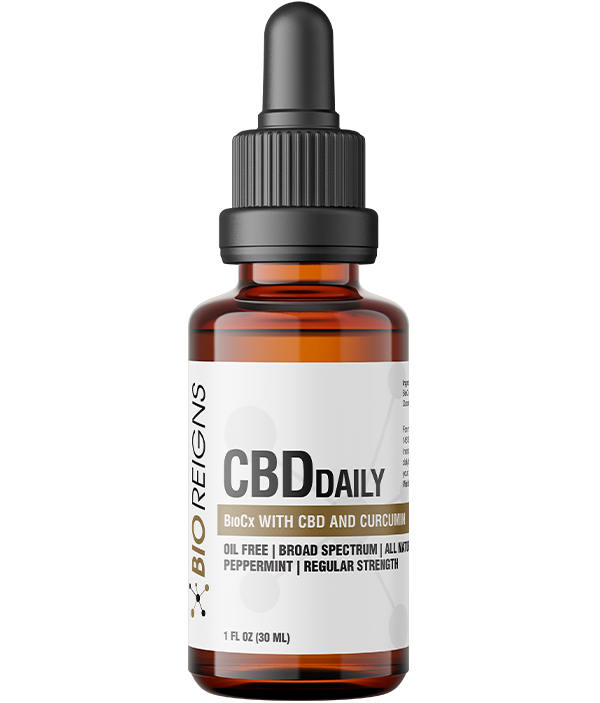 BIO REIGNS
CBD DAILY
BIOCX WITH CBD AND CURCUMIN
OIL FREE | BROAD SPECTRUM | ALL
PEPPERMINT | REGULAR STRENGTH
1 FL OZ (30 ML)